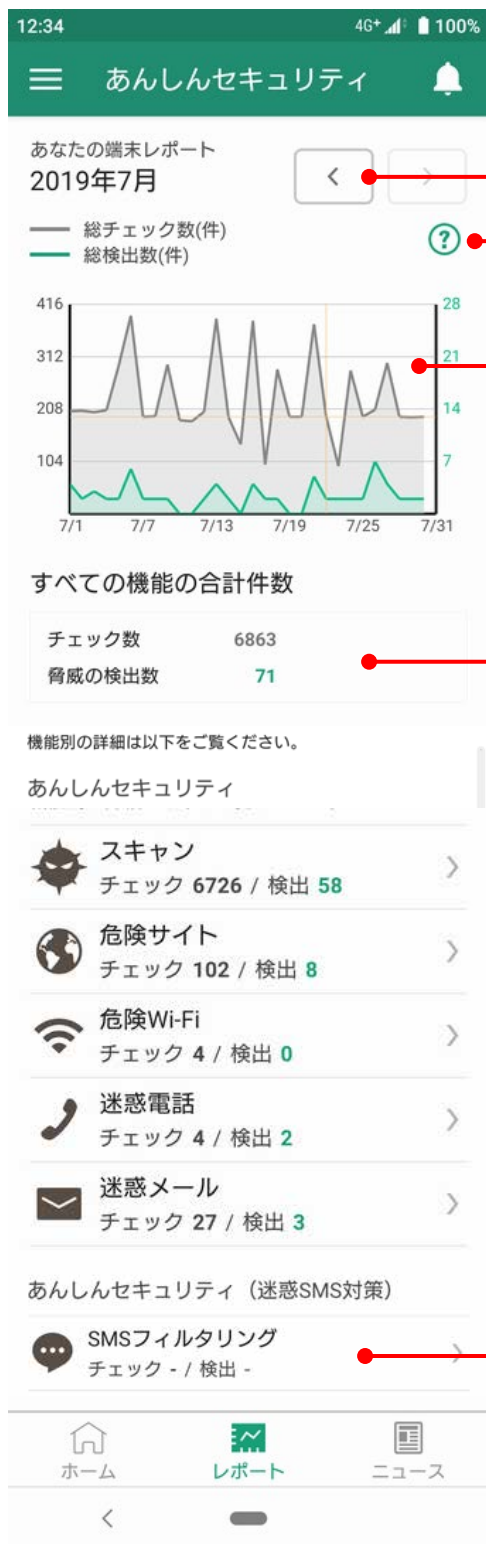 12:34 4G+ 100%
あんしんセキュリティ
あなたの端末レポート
2019年7月
総チェック数(件)
総検出数(件)
?
416 28
312 21
208 14
104 7
7/1 7/7 7/13 7/19 7/25 7/31
すべての機能の合計件数
チェック数 6863
脅威の検出数 71
機能別の詳細は以下をご覧ください。
あんしんセキュリティ
スキャン
チェック 6726 / 検出 58
危険サイト
チェック 102 / 検出 8
危険Wi-Fi
チェック 4 / 検出 0
迷惑電話
チェック 4 / 検出 2
迷惑メール
チェック 27 / 検出 3
あんしんセキュリティ（迷惑SMS対策）
SMSフィルタリング
チェック - / 検出 -
ホーム レポート ニュース